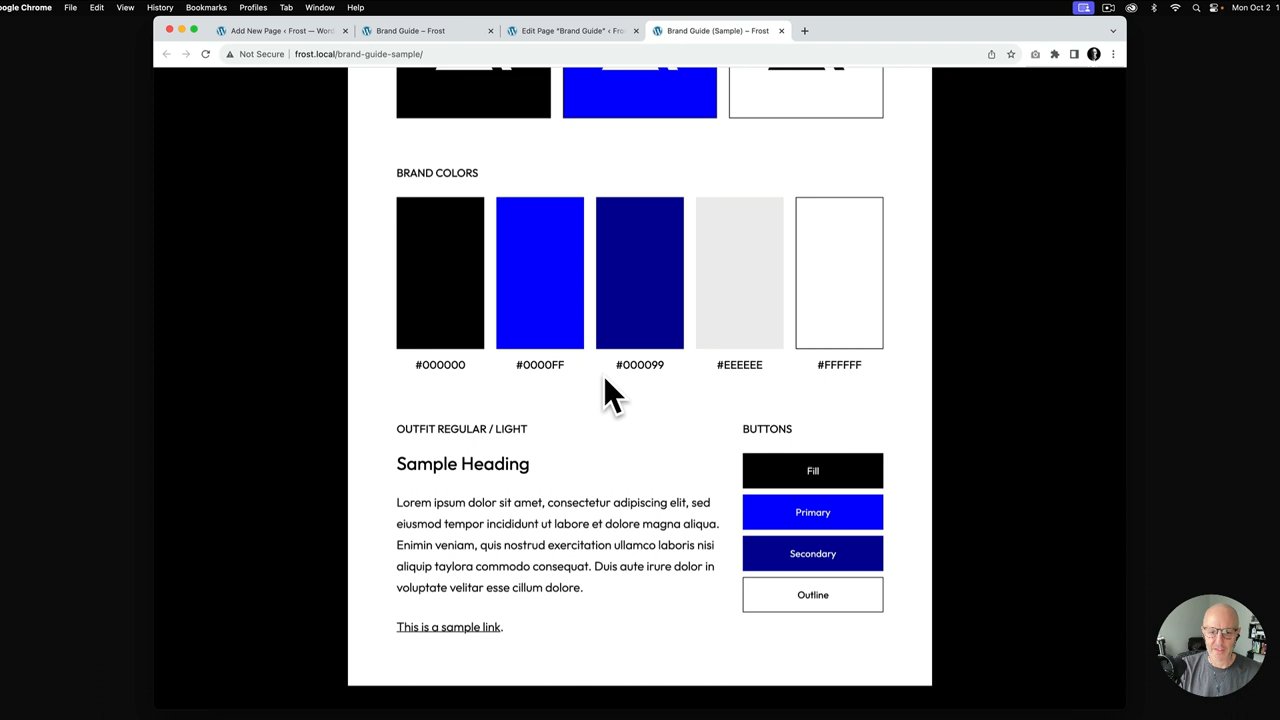 Google Chrome File Edit View History Bookmarks Profiles Tab Window Help Mon Oct 2
Add New Page ‹ Frost — Word Brand Guide – Frost Edit Page "Brand Guide" ‹ Fro Brand Guide (Sample) – Frost
Not Secure frost.local/brand-guide-sample/
BRAND COLORS
#000000 #0000FF #000099 #EEEEEE #FFFFFF
OUTFIT REGULAR / LIGHT
Sample Heading
Lorem ipsum dolor sit amet, consectetur adipiscing elit, sed
eiusmod tempor incididunt ut labore et dolore magna aliqua.
Enimin veniam, quis nostrud exercitation ullamco laboris nisi
aliquip taylora commodo consequat. Duis aute irure dolor in
voluptate velitar esse cillum dolore.
This is a sample link.
BUTTONS
Fill
Primary
Secondary
Outline